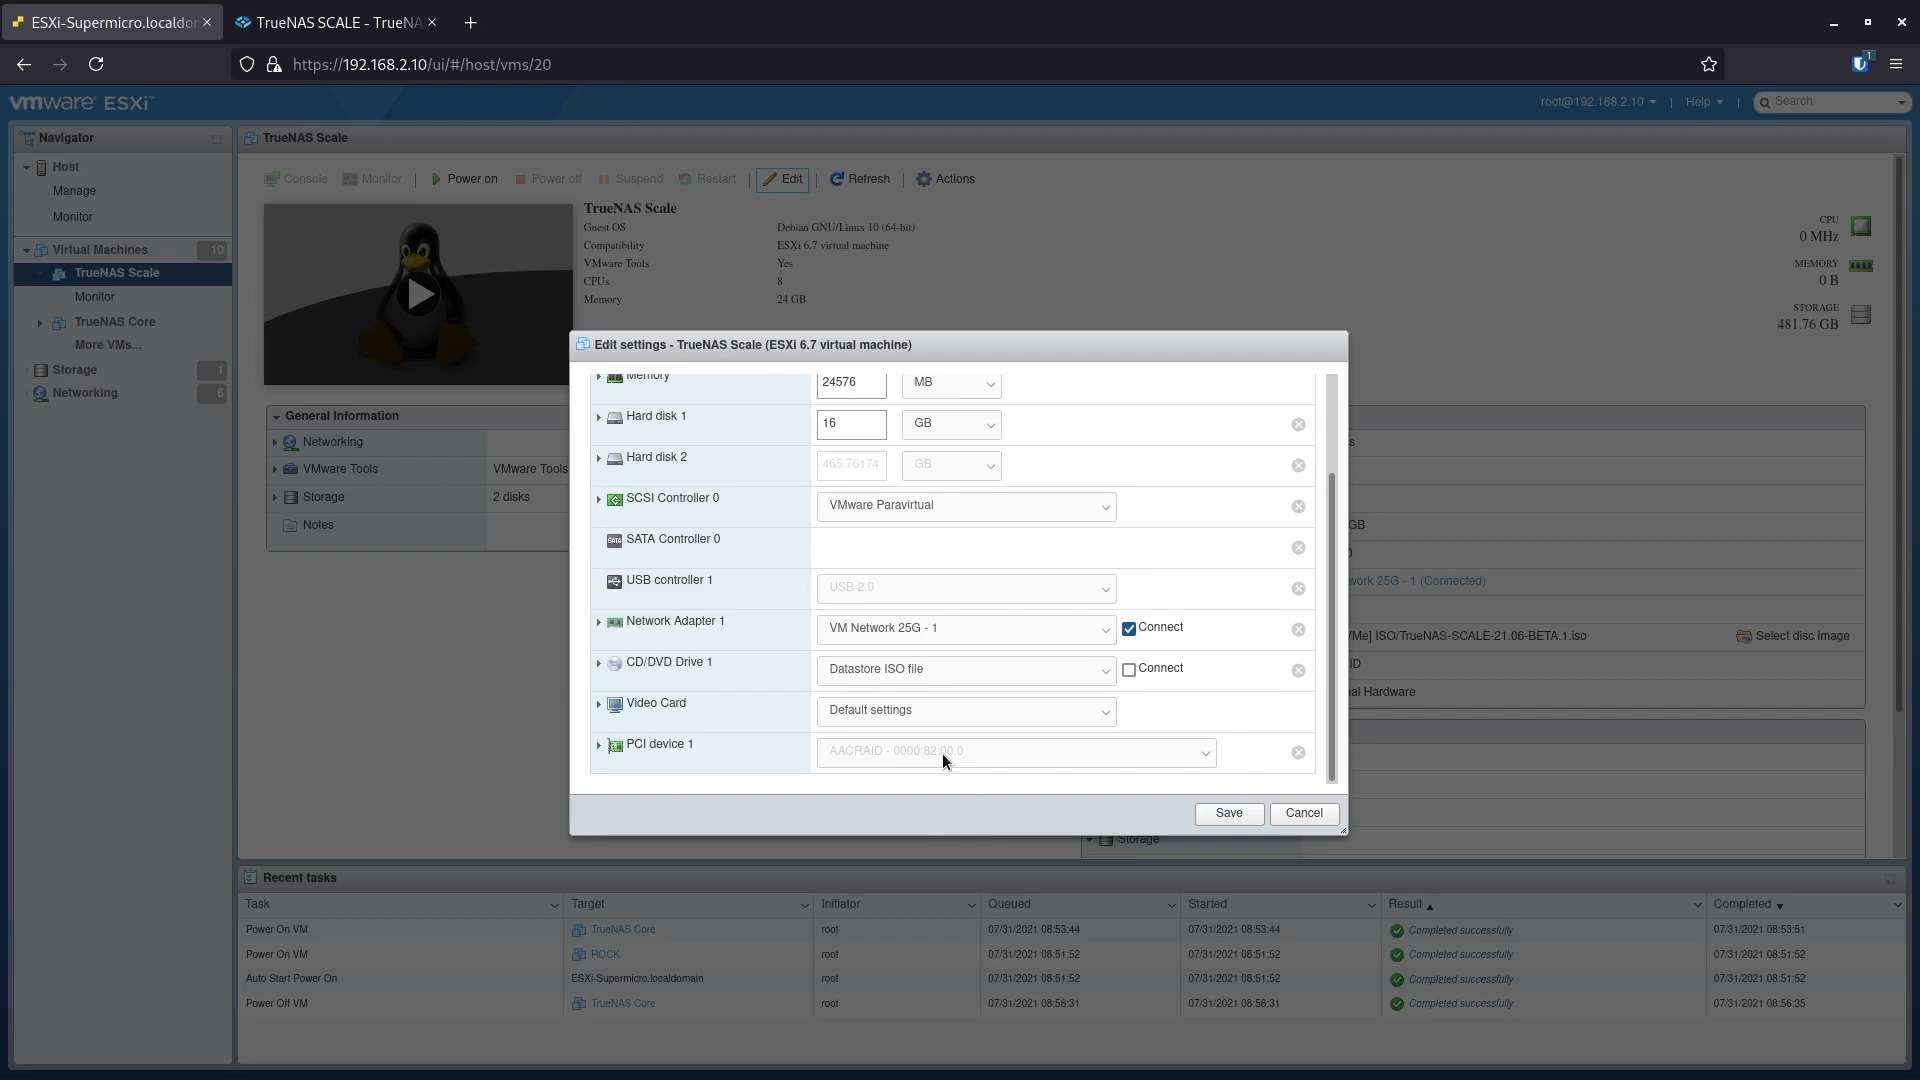 ESXi-Supermicro.localdo
TrueNAS SCALE - TrueNA
https://192.168.2.10/ui/#/host/vms/20
1
vmware ESXi™
root@192.168.2.10 | Help | Search
Navigator
Host
Manage
Monitor
Virtual Machines 10
TrueNAS Scale
Monitor
TrueNAS Core
More VMs...
Storage 1
Networking 6
TrueNAS Scale
Console Monitor Power on Power off Suspend Restart Edit Refresh Actions
TrueNAS Scale
Guest OS Debian GNU/Linux 10 (64-bit)
Compatibility ESXi 6.7 virtual machine
VMware Tools Yes
CPUs 8
Memory 24 GB
CPU
0 MHz
MEMORY
0 B
STORAGE
481.76 GB
General Information
Networking
VMware Tools VMware Tools
Storage 2 disks
Notes
Edit settings - TrueNAS Scale (ESXi 6.7 virtual machine)
Memory 24576 MB
Hard disk 1 16 GB
Hard disk 2 465.76174 GB
SCSI Controller 0 VMware Paravirtual
SATA Controller 0
USB controller 1 USB 2.0
Network Adapter 1 VM Network 25G - 1 Connect
CD/DVD Drive 1 Datastore ISO file Connect
Video Card Default settings
PCI device 1 AACRAID - 0000:82:00.0
Save Cancel
s
GB
work 25G - 1 (Connected)
/Me] ISO/TrueNAS-SCALE-21.06-BETA.1.iso Select disc image
ID
al Hardware
Storage
Recent tasks
Task Target Initiator Queued Started Result Completed
Power On VM TrueNAS Core root 07/31/2021 08:53:44 07/31/2021 08:53:44 Completed successfully 07/31/2021 08:53:51
Power On VM ROCK root 07/31/2021 08:51:52 07/31/2021 08:51:52 Completed successfully 07/31/2021 08:51:52
Auto Start Power On ESXi-Supermicro.localdomain root 07/31/2021 08:51:52 07/31/2021 08:51:52 Completed successfully 07/31/2021 08:51:52
Power Off VM TrueNAS Core root 07/31/2021 08:56:31 07/31/2021 08:56:31 Completed successfully 07/31/2021 08:56:35